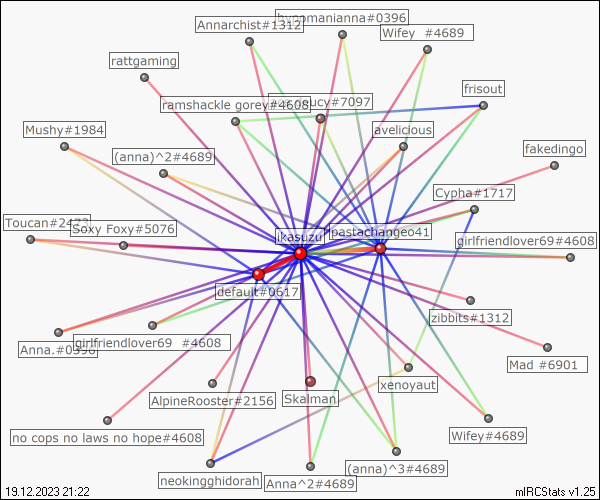 hypomanianna#0396
Annarchist#1312
Wifey #4689
rattgaming
frisout
ucy#7097
ramshackle gorey#4608
Mushy#1984
avelicious
(anna)^2#4689
fakedingo
Cypha#1717
Toucan#2473
Soxy Foxy#5076
ikasuzu
pastachange041
girlfriendlover69#4608
default#0617
zibbits#1312
girlfriendlover69 #4608
Anna.#0396
Mad #6901
xenoyaut
AlpineRooster#2156
Skalman
no cops no laws no hope#4608
Wifey#4689
(anna)^3#4689
neokingghidorah
Anna^2#4689
19.12.2023 21:22
mIRCStats v1.25